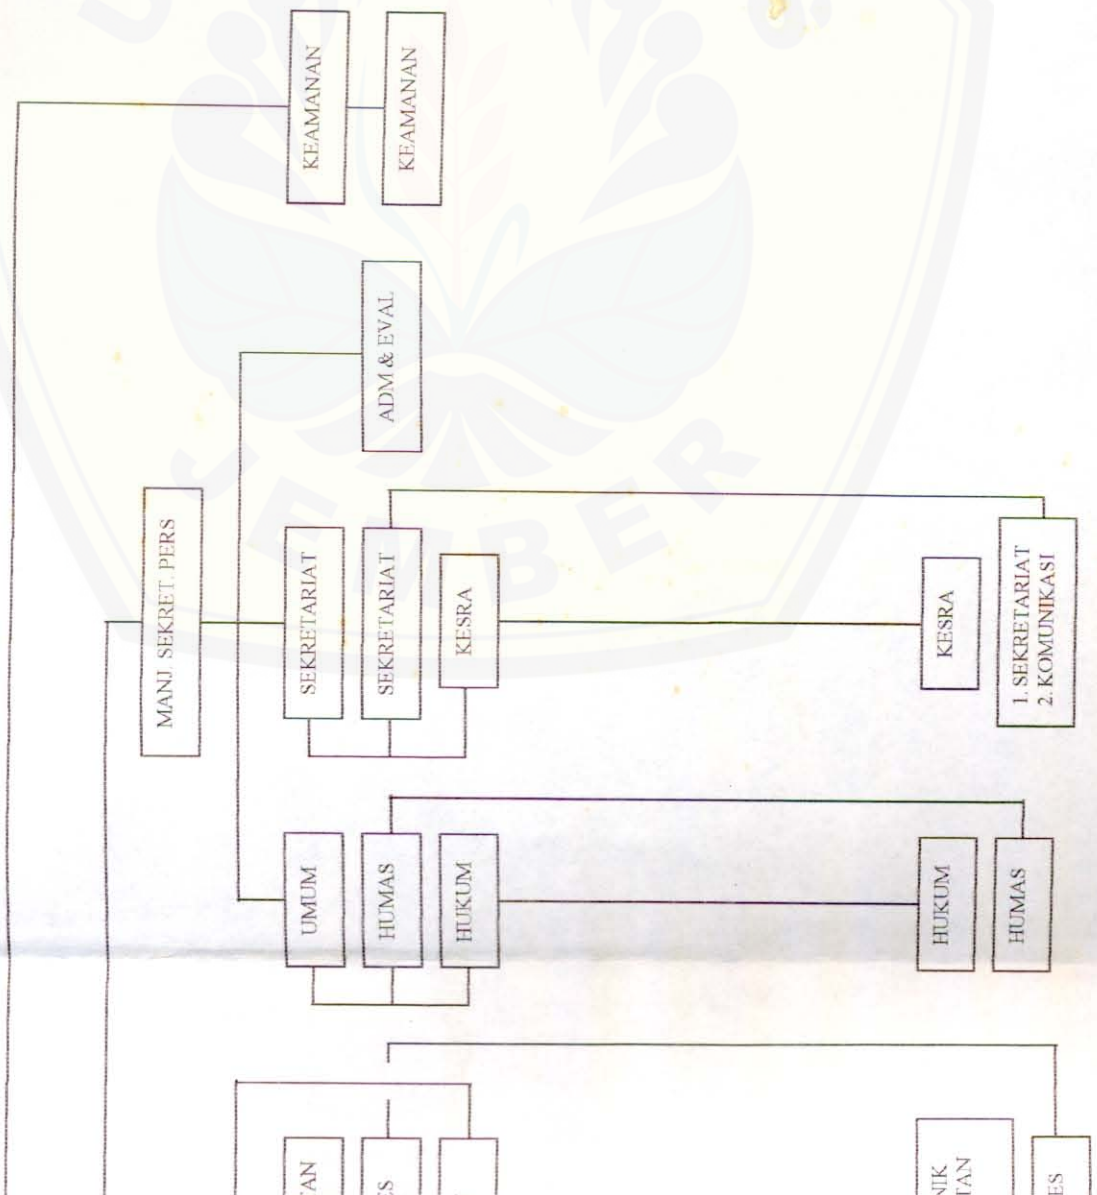 KEAMANAN
KEAMANAN
ADM & EVAL
MANJ. SEKRET. PERS
SEKRETARIAT
SEKRETARIAT
KESRA
KESRA
1. SEKRETARIAT
2. KOMUNIKASI
UMUM
HUMAS
HUKUM
HUKUM
HUMAS
JEMBER